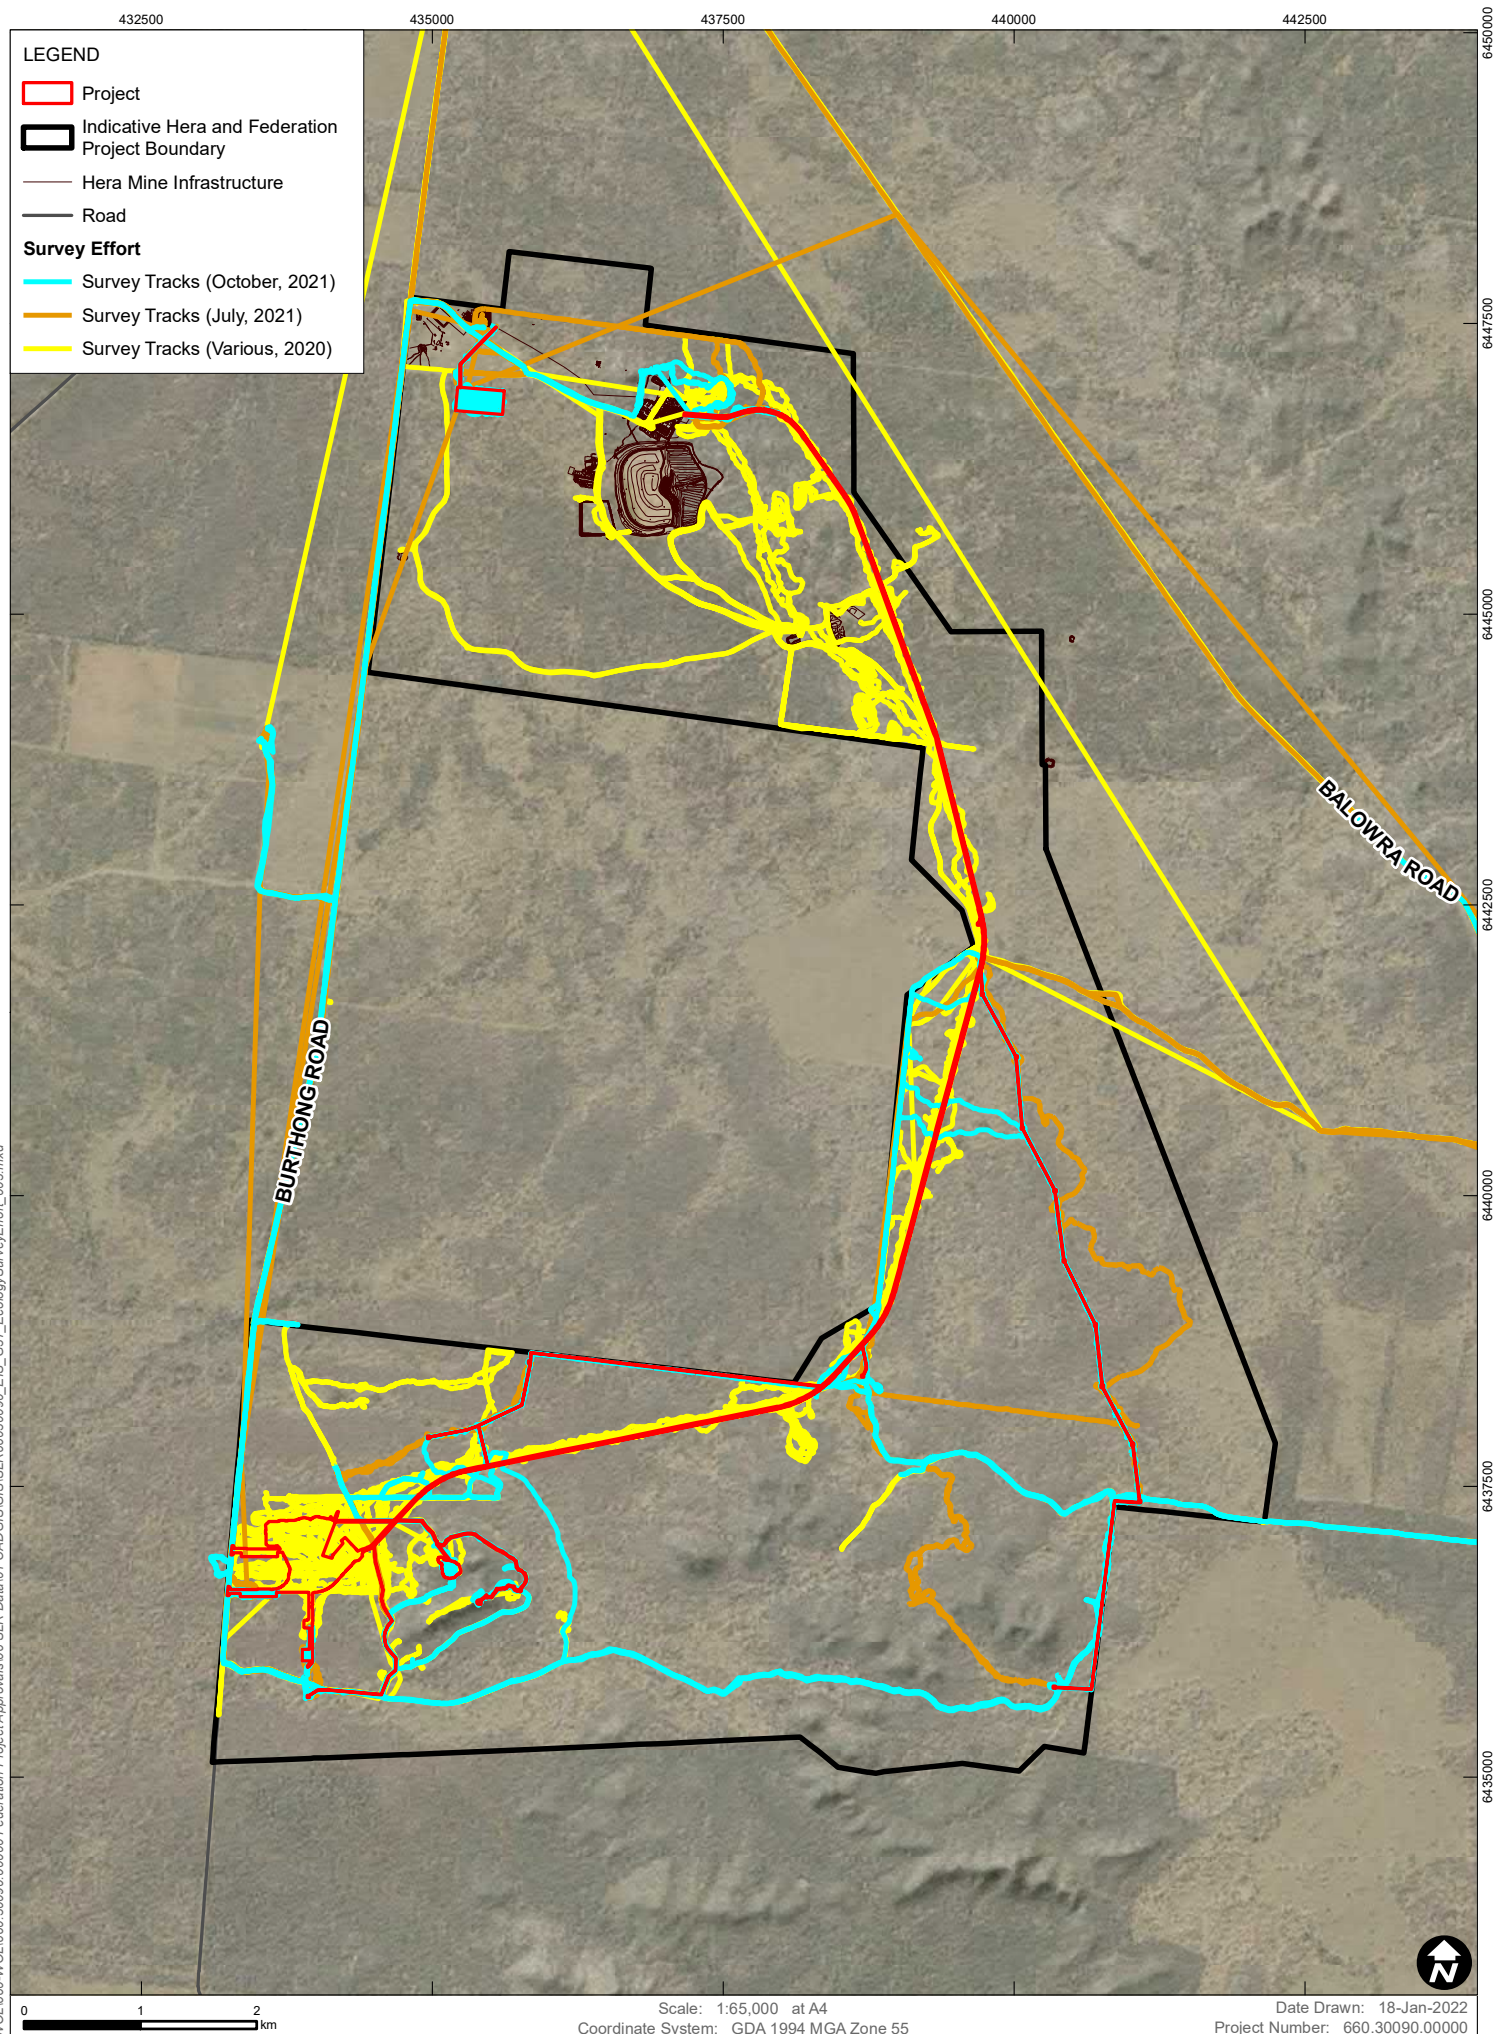 432500
435000
437500
440000
442500
LEGEND
Project
Indicative Hera and Federation
Project Boundary
Hera Mine Infrastructure
Road
Survey Effort
Survey Tracks (October, 2021)
Survey Tracks (July, 2021)
Survey Tracks (Various, 2020)
6450000
6447500
6445000
6442500
6440000
6437500
6435000
BALOWRA ROAD
BURTHONG ROAD
N
0 1 2
km
Scale: 1:65,000 at A4
Coordinate System: GDA 1994 MGA Zone 55
Date Drawn: 18-Jan-2022
Project Number: 660.30090.00000